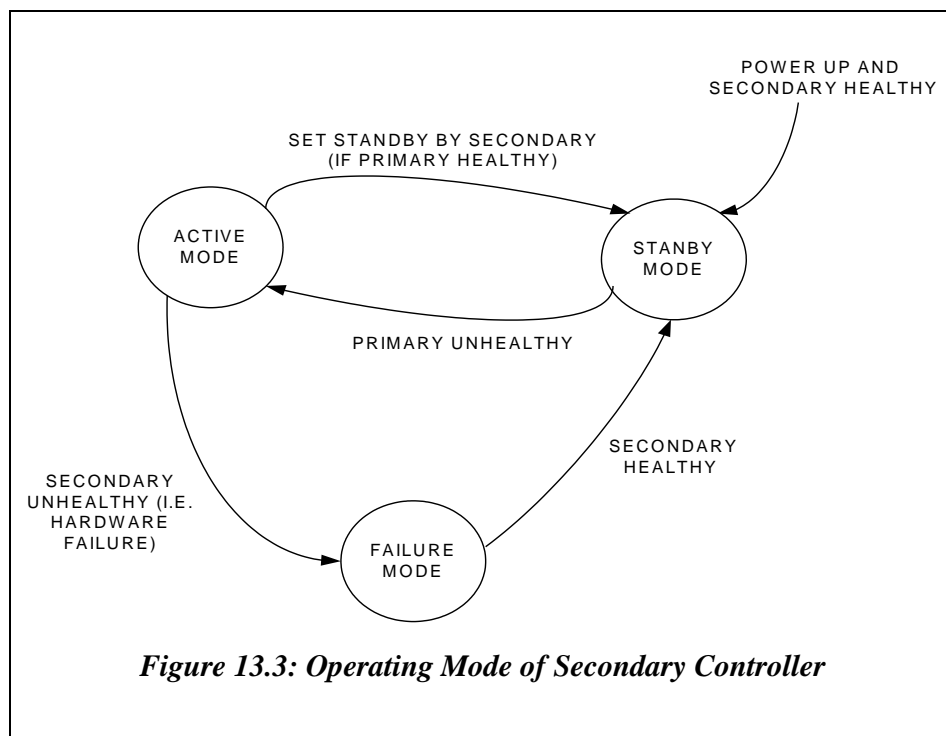 POWER UP AND
SECONDARY HEALTHY
SET STANDBY BY SECONDARY
(IF PRIMARY HEALTHY)
ACTIVE
MODE
STANBY
MODE
PRIMARY UNHEALTHY
SECONDARY
HEALTHY
SECONDARY
UNHEALTHY (I.E.
HARDWARE
FAILURE)
FAILURE
MODE
Figure 13.3: Operating Mode of Secondary Controller